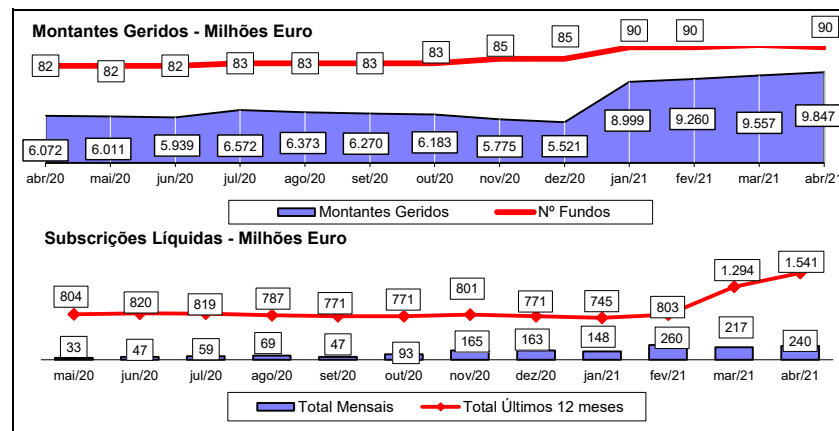 Montantes Geridos - Milhões Euro
82 82 82 83 83 83 83 85 85 90 90 90
6.072 6.011 5.939 6.572 6.373 6.270 6.183 5.775 5.521 8.999 9.260 9.557 9.847
abr/20 mai/20 jun/20 jul/20 ago/20 set/20 out/20 nov/20 dez/20 jan/21 fev/21 mar/21 abr/21
Montantes Geridos Nº Fundos
Subscrições Líquidas - Milhões Euro
804 820 819 787 771 771 801 771 745 803 1.294 1.541
33 47 59 69 47 93 165 163 148 260 217 240
mai/20 jun/20 jul/20 ago/20 set/20 out/20 nov/20 dez/20 jan/21 fev/21 mar/21 abr/21
Total Mensais Total Últimos 12 meses